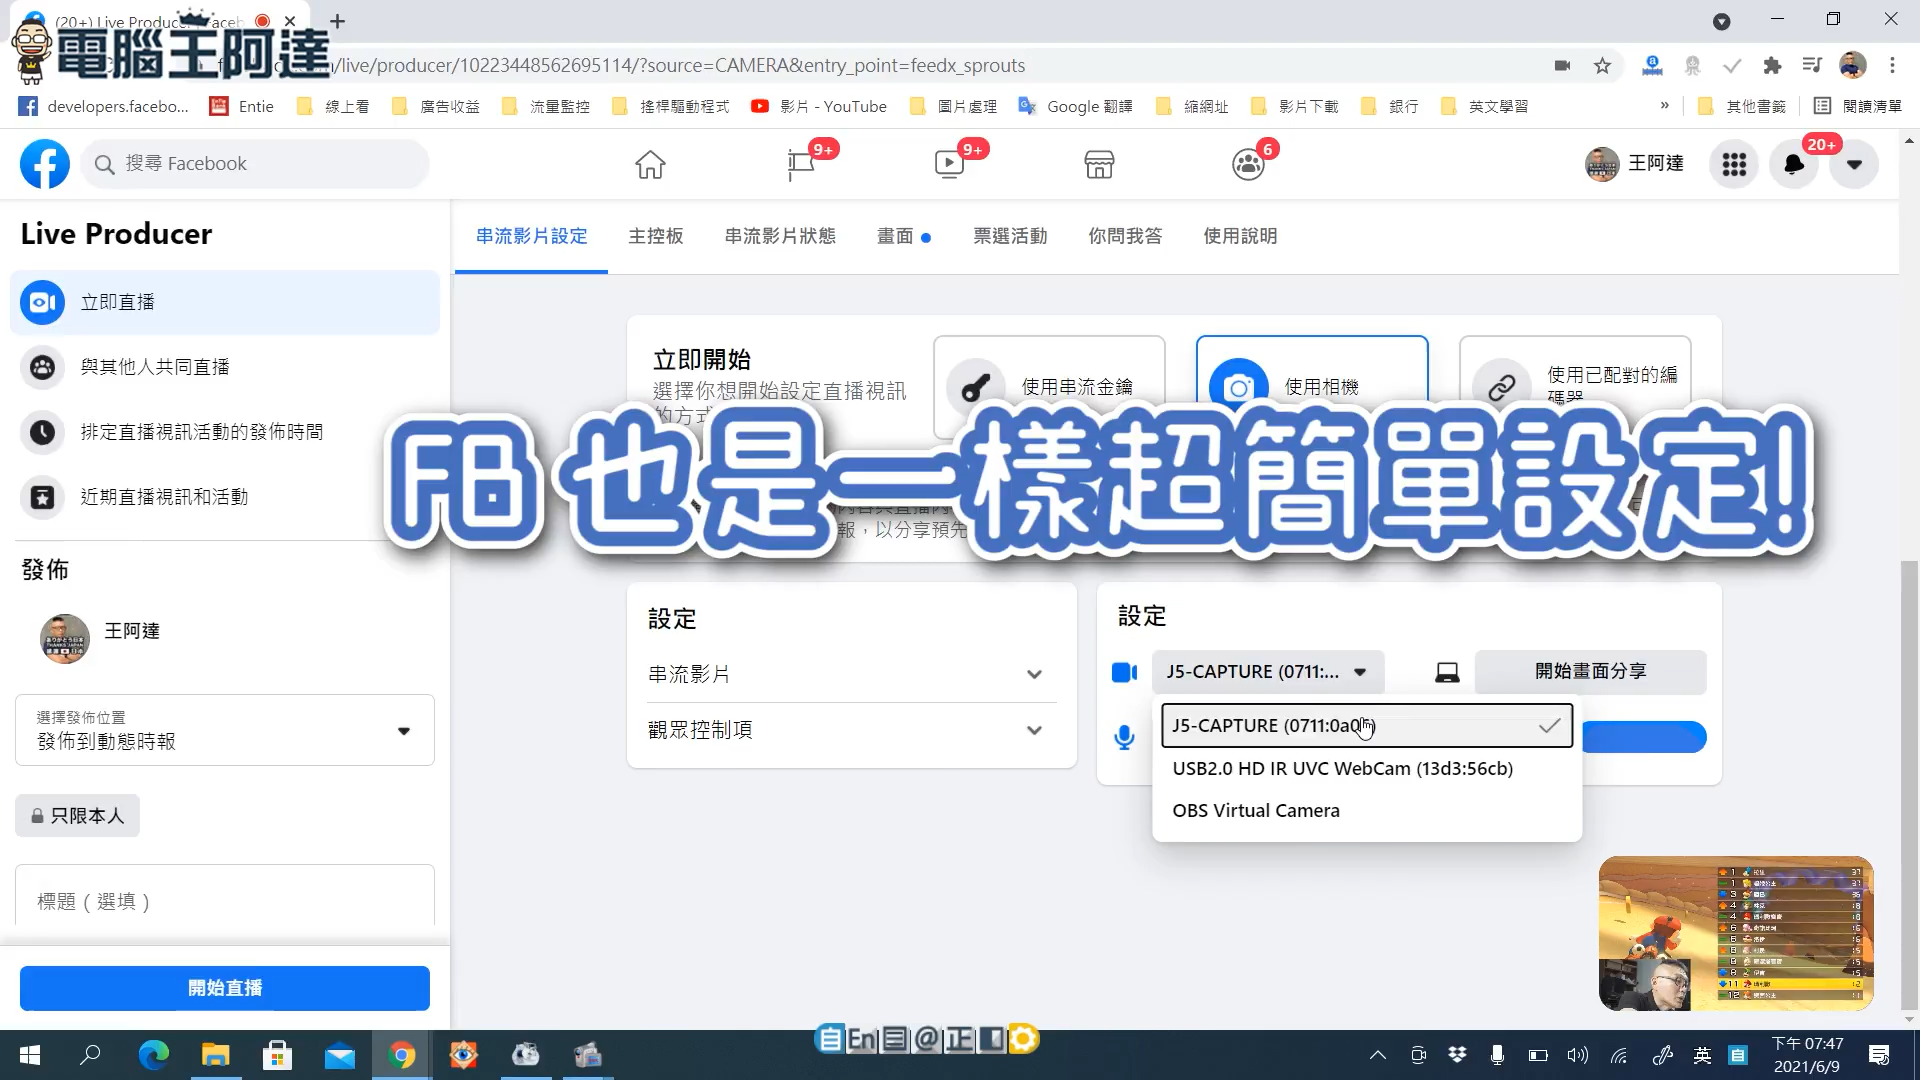 (20+) Live Produce
Faceb
電腦王阿達
/live/producer/10223448562695114/?source=CAMERA&entry_point=feedx_sprouts
developers.facebo...
Entie
線上看
廣告收益
流量監控
搖桿驅動程式
影片 - YouTube
圖片處理
Google 翻譯
縮網址
影片下載
銀行
英文學習
»
其他書籤
閱讀清單
搜尋 Facebook
9+
9+
6
王阿達
20+
Live Producer
立即直播
與其他人共同直播
排定直播視訊活動的發佈時間
近期直播視訊和活動
發佈
王阿達
選擇發佈位置
發佈到動態時報
只限本人
標題（選填）
開始直播
串流影片設定
主控板
串流影片狀態
畫面
票選活動
你問我答
使用說明
立即開始
選擇你想開始設定直播視訊
的方式
使用串流金鑰
使用相機
使用已配對的編
碼器
FB也是一樣超簡單設定!
報，以分享預先
設定
串流影片
觀眾控制項
設定
J5-CAPTURE (0711:...
開始畫面分享
J5-CAPTURE (0711:0a0
USB2.0 HD IR UVC WebCam (13d3:56cb)
OBS Virtual Camera
自 En @ 正
英
自
下午 07:47
2021/6/9